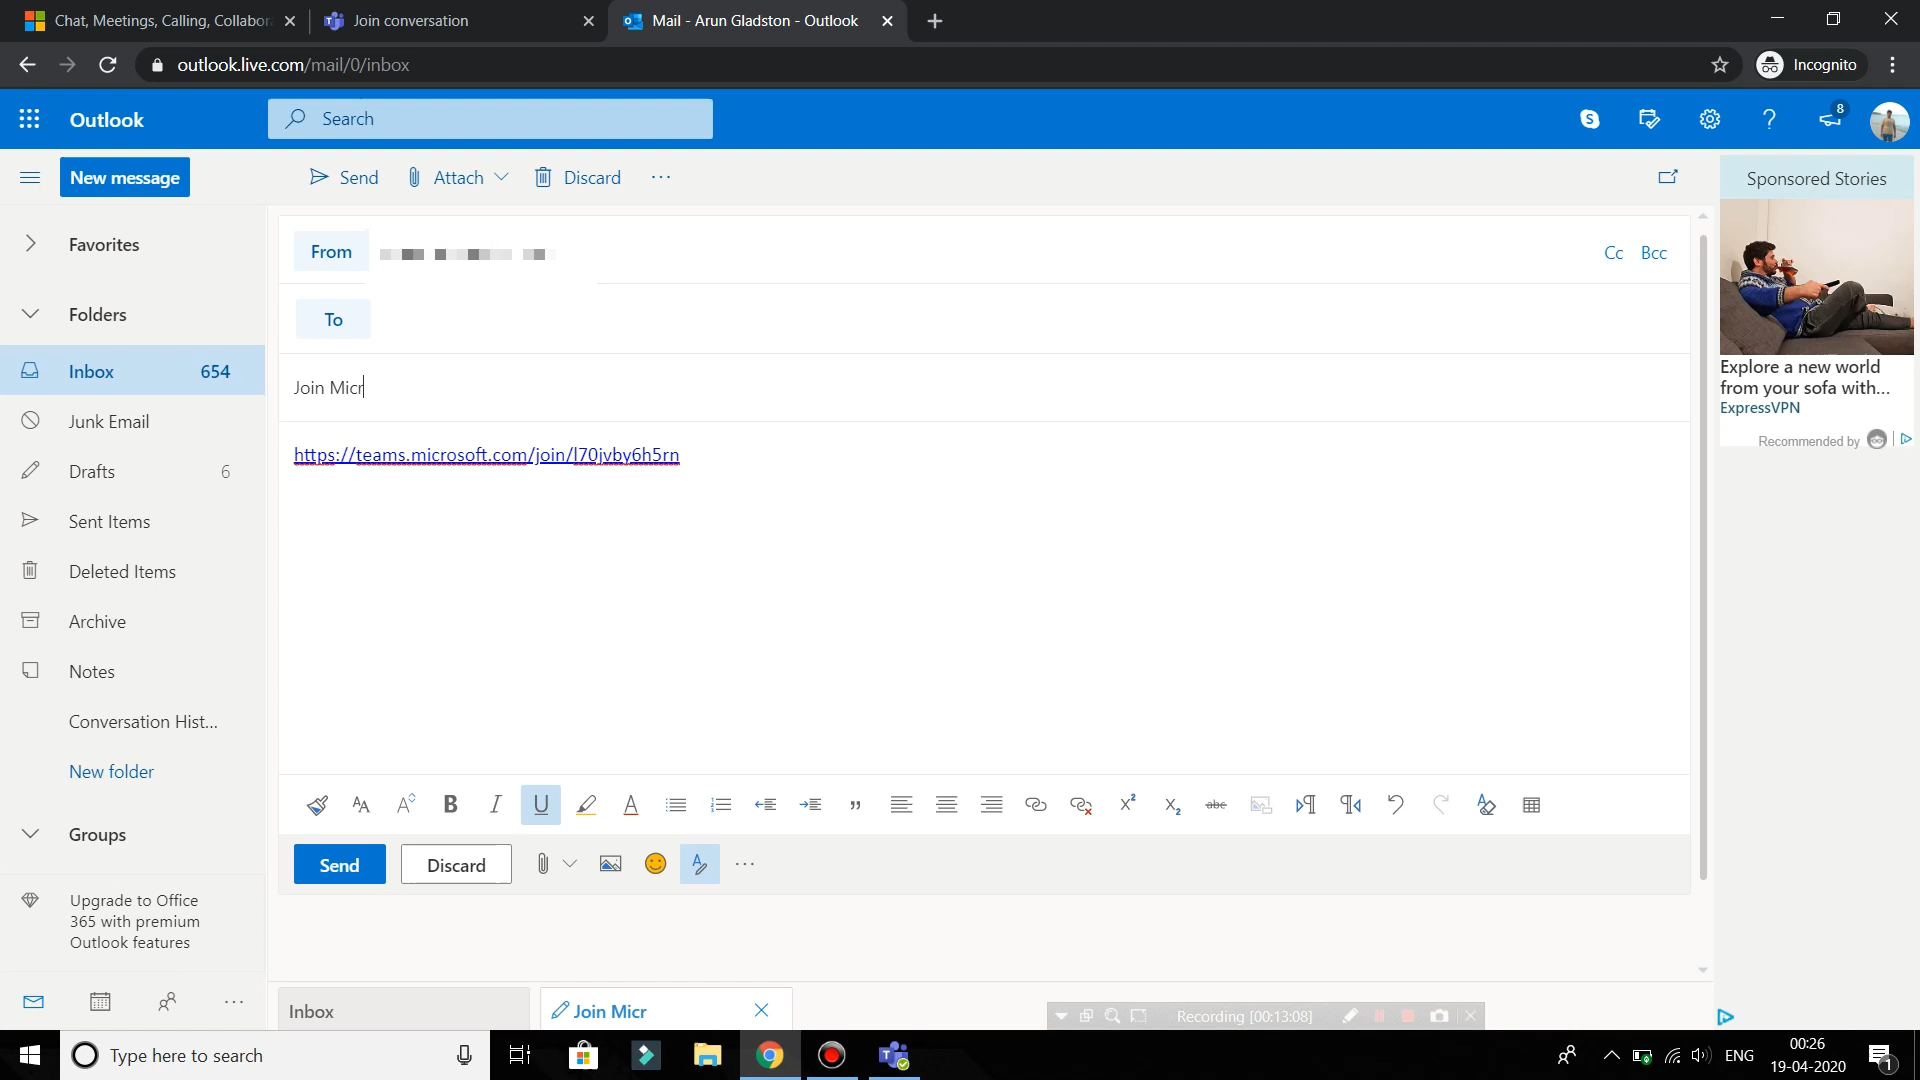 Chat, Meetings, Calling, Collabor
Join conversation
Mail - Arun Gladston - Outlook
outlook.live.com/mail/0/inbox
Incognito
Outlook
Search
8
New message
Send
Attach
Discard
Sponsored Stories
Favorites
From
Cc
Bcc
Folders
To
Inbox 654
Join Micr
Explore a new world
from your sofa with...
ExpressVPN
Recommended by
Junk Email
https://teams.microsoft.com/join/l70jvby6h5rn
Drafts 6
Sent Items
Deleted Items
Archive
Notes
Conversation Hist...
New folder
Groups
Send
Discard
Upgrade to Office
365 with premium
Outlook features
Inbox
Join Micr
Recording [00:13:08]
Type here to search
ENG
00:26
19-04-2020
1